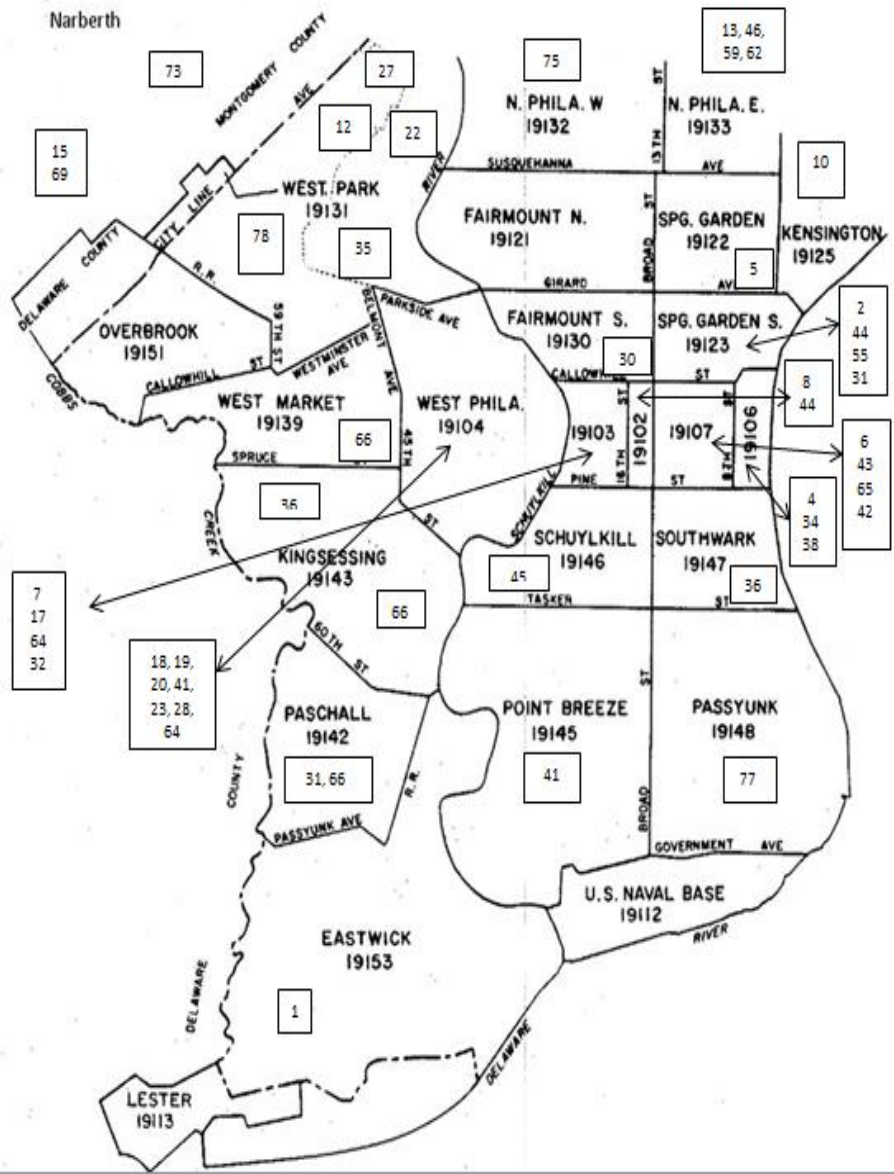 Narberth
MONTGOMERY COUNTY
73
27
75
13, 46,
59, 62
N. PHILA. W
19132
13TH ST
N. PHILA. E.
19133
12
22
15
69
10
SUSQUEHANNA AVE
CITY LINE AVE
WEST PARK
19131
RIVER
FAIRMOUNT N.
19121
BROAD ST
SPG. GARDEN
19122
KENSINGTON
19125
78
35
5
DELAWARE COUNTY
R. R.
GIRARD AVE
BELMONT AVE
PARKSIDE AVE
59TH ST
OVERBROOK
19151
FAIRMOUNT S.
19130
SPG. GARDEN S.
19123
2
44
55
31
30
WESTMINSTER
AVE
CALLOWHILL ST
CALLOWHILL ST
COBBS
CREEK
8
44
WEST MARKET
19139
WEST PHILA.
19104
45TH ST
19103
16TH ST
19102
19107
8TH ST
19106
66
6
43
65
42
SPRUCE ST
PINE ST
36
4
34
38
SCHUYLKILL
SCHUYLKILL
19146
SOUTHWARK
19147
KINGSESSING
19143
45
36
TASKER ST
7
17
64
32
66
60TH ST
18, 19,
20, 41,
23, 28,
64
PASCHALL
19142
POINT BREEZE
19145
BROAD ST
PASSYUNK
19148
31, 66
R. R.
41
77
COUNTY
PASSYUNK AVE
GOVERNMENT AVE
U.S. NAVAL BASE
19112
RIVER
EASTWICK
19153
DELAWARE
1
DELAWARE
LESTER
19113